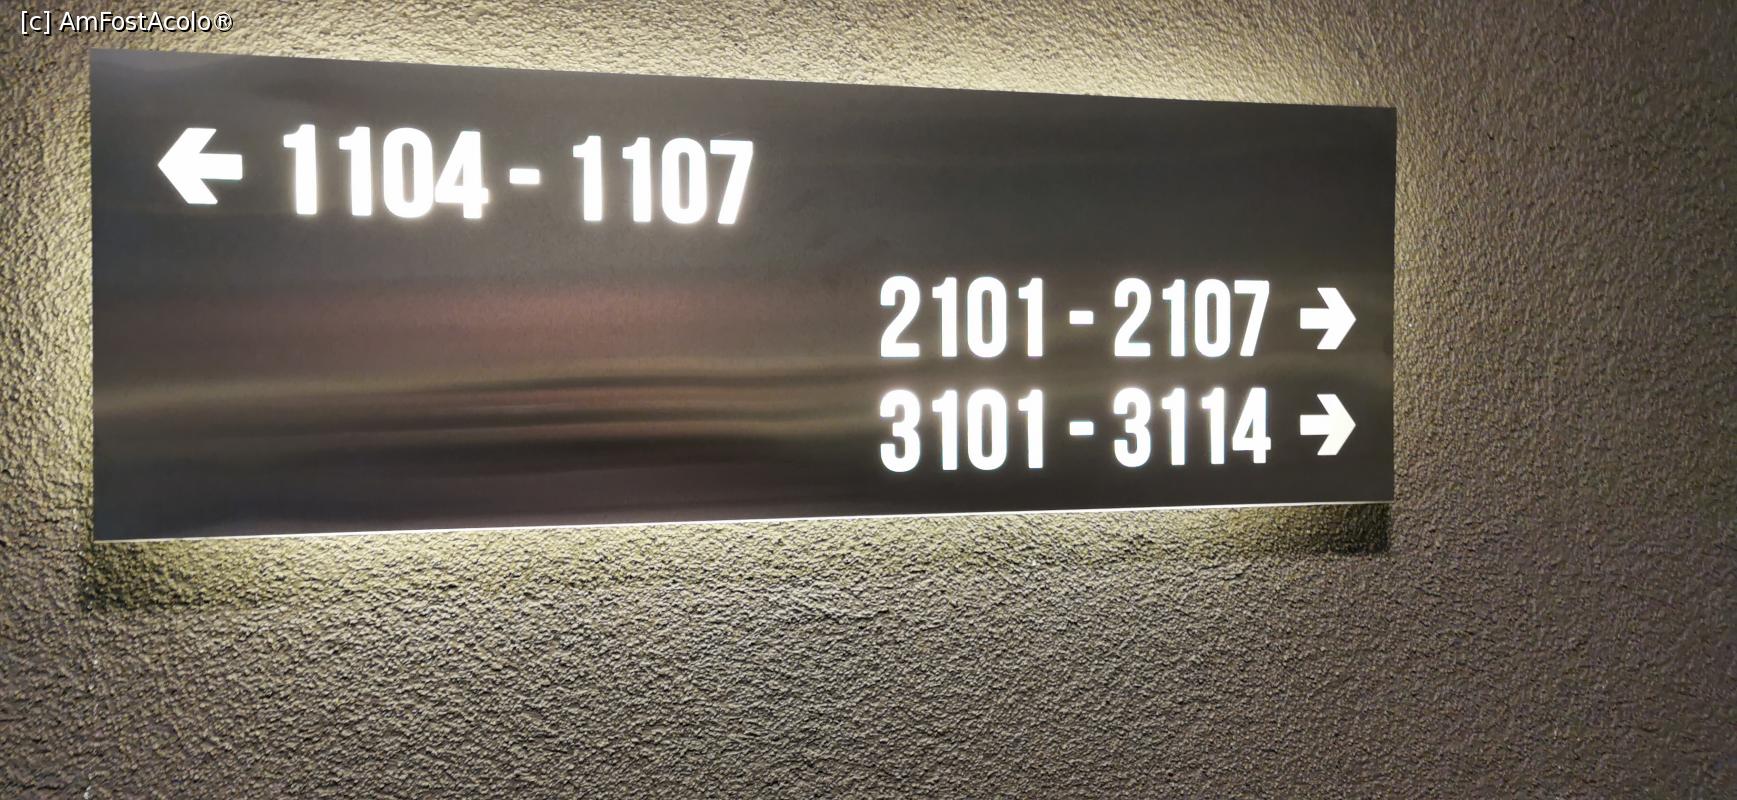 [c] AmFostAcolo®
← 1104 - 1107
2101 - 2107 →
3101 - 3114 →